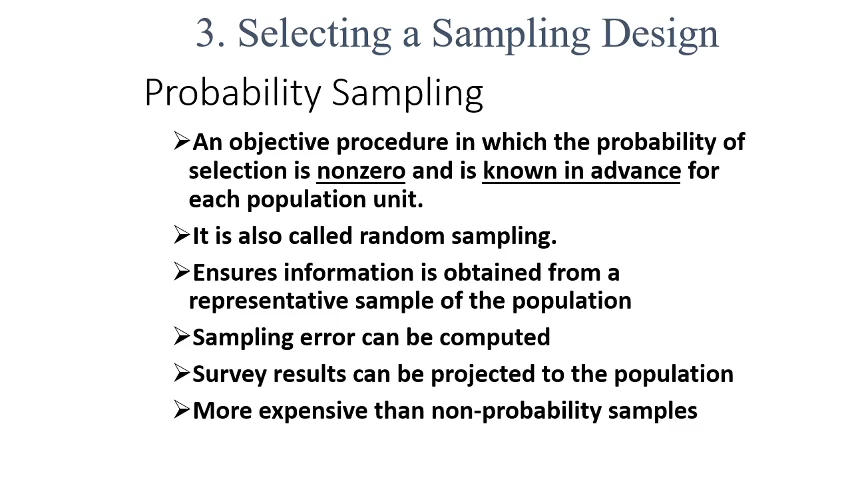 3. Selecting a Sampling Design
Probability Sampling
➢An objective procedure in which the probability of
selection is nonzero and is known in advance for
each population unit.
➢It is also called random sampling.
➢Ensures information is obtained from a
representative sample of the population
➢Sampling error can be computed
➢Survey results can be projected to the population
➢More expensive than non-probability samples